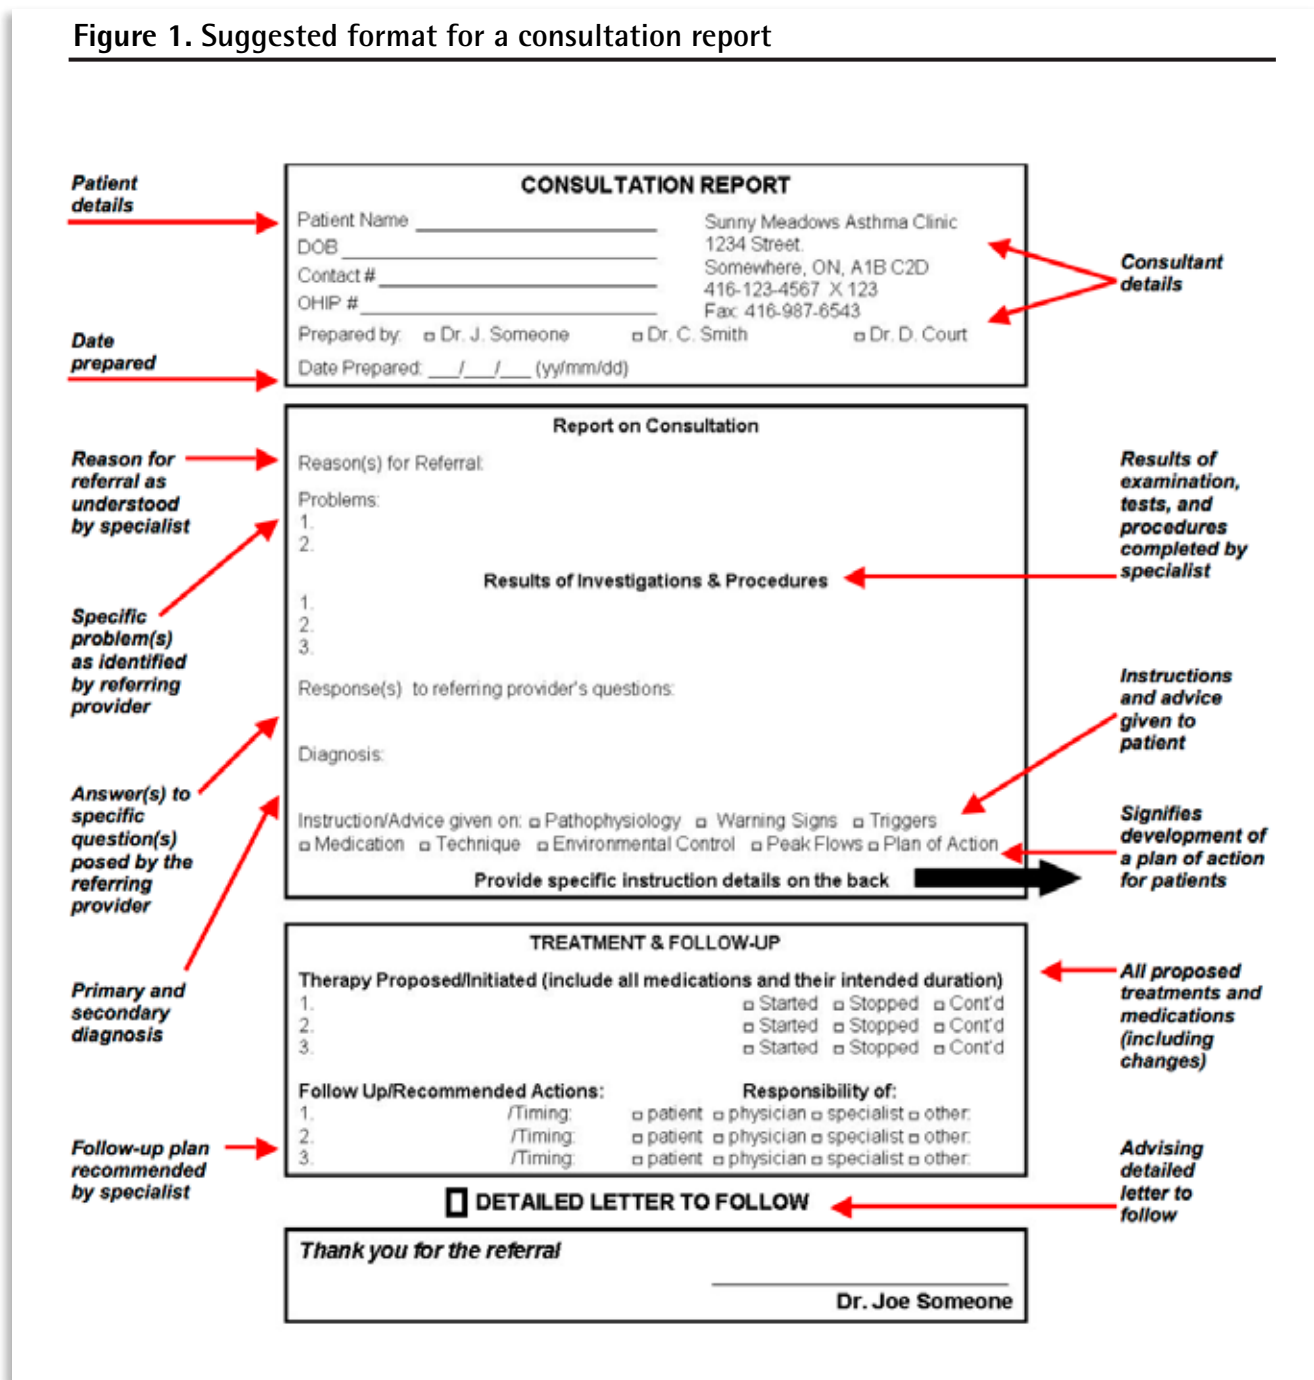 Figure 1. Suggested format for a consultation report
Patient
details
Date
prepared
Reason for
referral as
understood
by specialist
Specific
problem(s)
as identified
by referring
provider
Answer(s) to
specific
question(s)
posed by the
referring
provider
Primary and
secondary
diagnosis
Follow-up plan
recommended
by specialist
CONSULTATION REPORT
Patient Name
DOB
Contact #
OHIP #
Sunny Meadows Asthma Clinic
1234 Street.
Somewhere, ON, A1B C2D
416-123-4567 X 123
Fax: 416-987-6543
Prepared by: Dr. J. Someone Dr. C. Smith Dr. D. Court
Date Prepared: ___/___/___ (yy/mm/dd)
Report on Consultation
Reason(s) for Referral:
Problems:
1.
2.
Results of Investigations & Procedures
1.
2.
3.
Response(s) to referring provider's questions:
Diagnosis:
Instruction/Advice given on: Pathophysiology Warning Signs Triggers
Medication Technique Environmental Control Peak Flows Plan of Action
Provide specific instruction details on the back
TREATMENT & FOLLOW-UP
Therapy Proposed/Initiated (include all medications and their intended duration)
1. Started Stopped Cont'd
2. Started Stopped Cont'd
3. Started Stopped Cont'd
Follow Up/Recommended Actions: Responsibility of:
1. /Timing: patient physician specialist other:
2. /Timing: patient physician specialist other:
3. /Timing: patient physician specialist other:
DETAILED LETTER TO FOLLOW
Thank you for the referral
Dr. Joe Someone
Consultant
details
Results of
examination,
tests, and
procedures
completed by
specialist
Instructions
and advice
given to
patient
Signifies
development of
a plan of action
for patients
All proposed
treatments and
medications
(including
changes)
Advising
detailed
letter to
follow